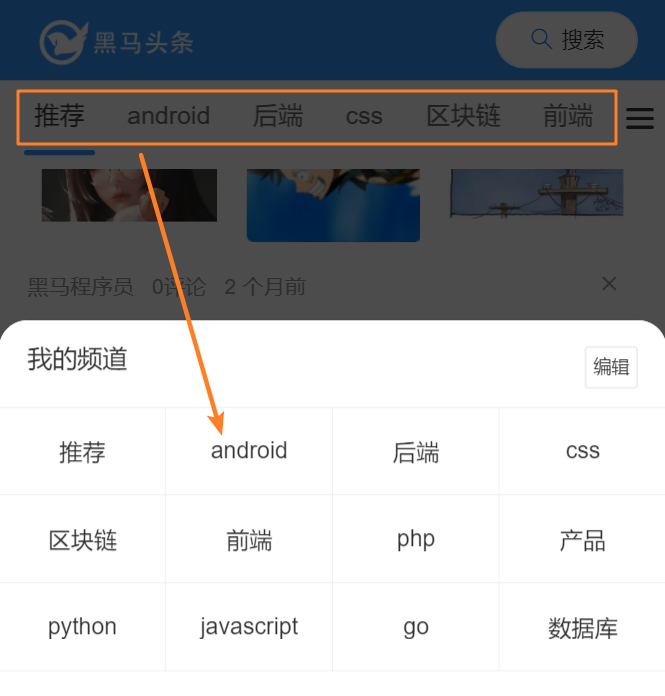 黑马头条
搜索
推荐 android 后端 css 区块链 前端
黑马程序员 0评论 2 个月前
我的频道
编辑
推荐 android 后端 css
区块链 前端 php 产品
python javascript go 数据库